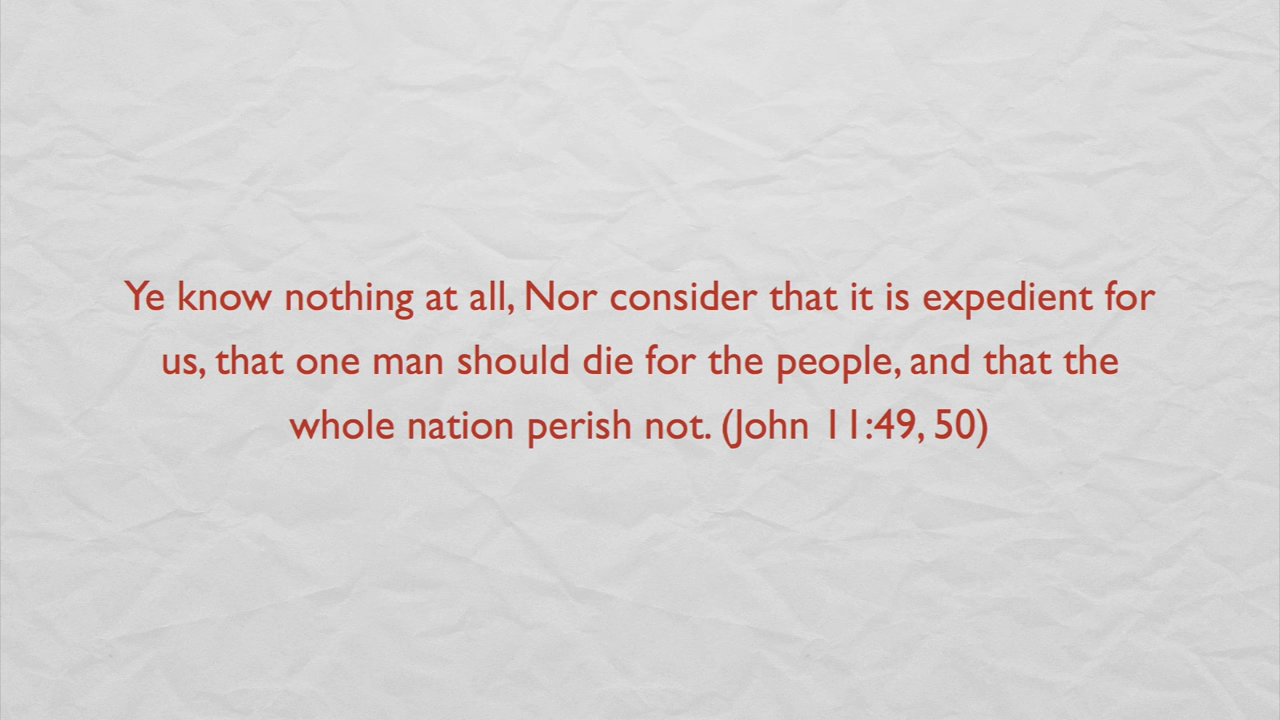 Ye know nothing at all, Nor consider that it is expedient for
us, that one man should die for the people, and that the
whole nation perish not. (John 11:49, 50)